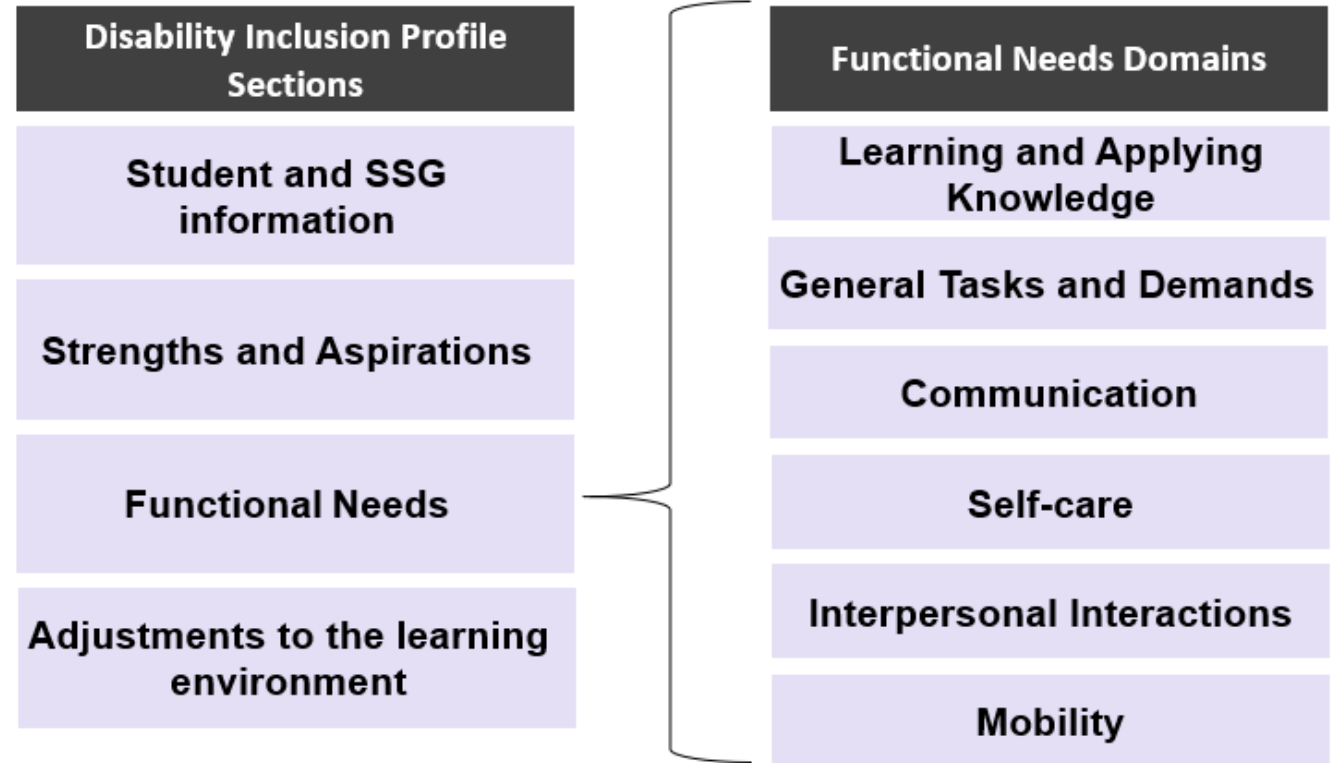 Disability Inclusion Profile
Sections
Student and SSG
information
Strengths and Aspirations
Functional Needs
Adjustments to the learning
environment
Functional Needs Domains
Learning and Applying
Knowledge
General Tasks and Demands
Communication
Self-care
Interpersonal Interactions
Mobility